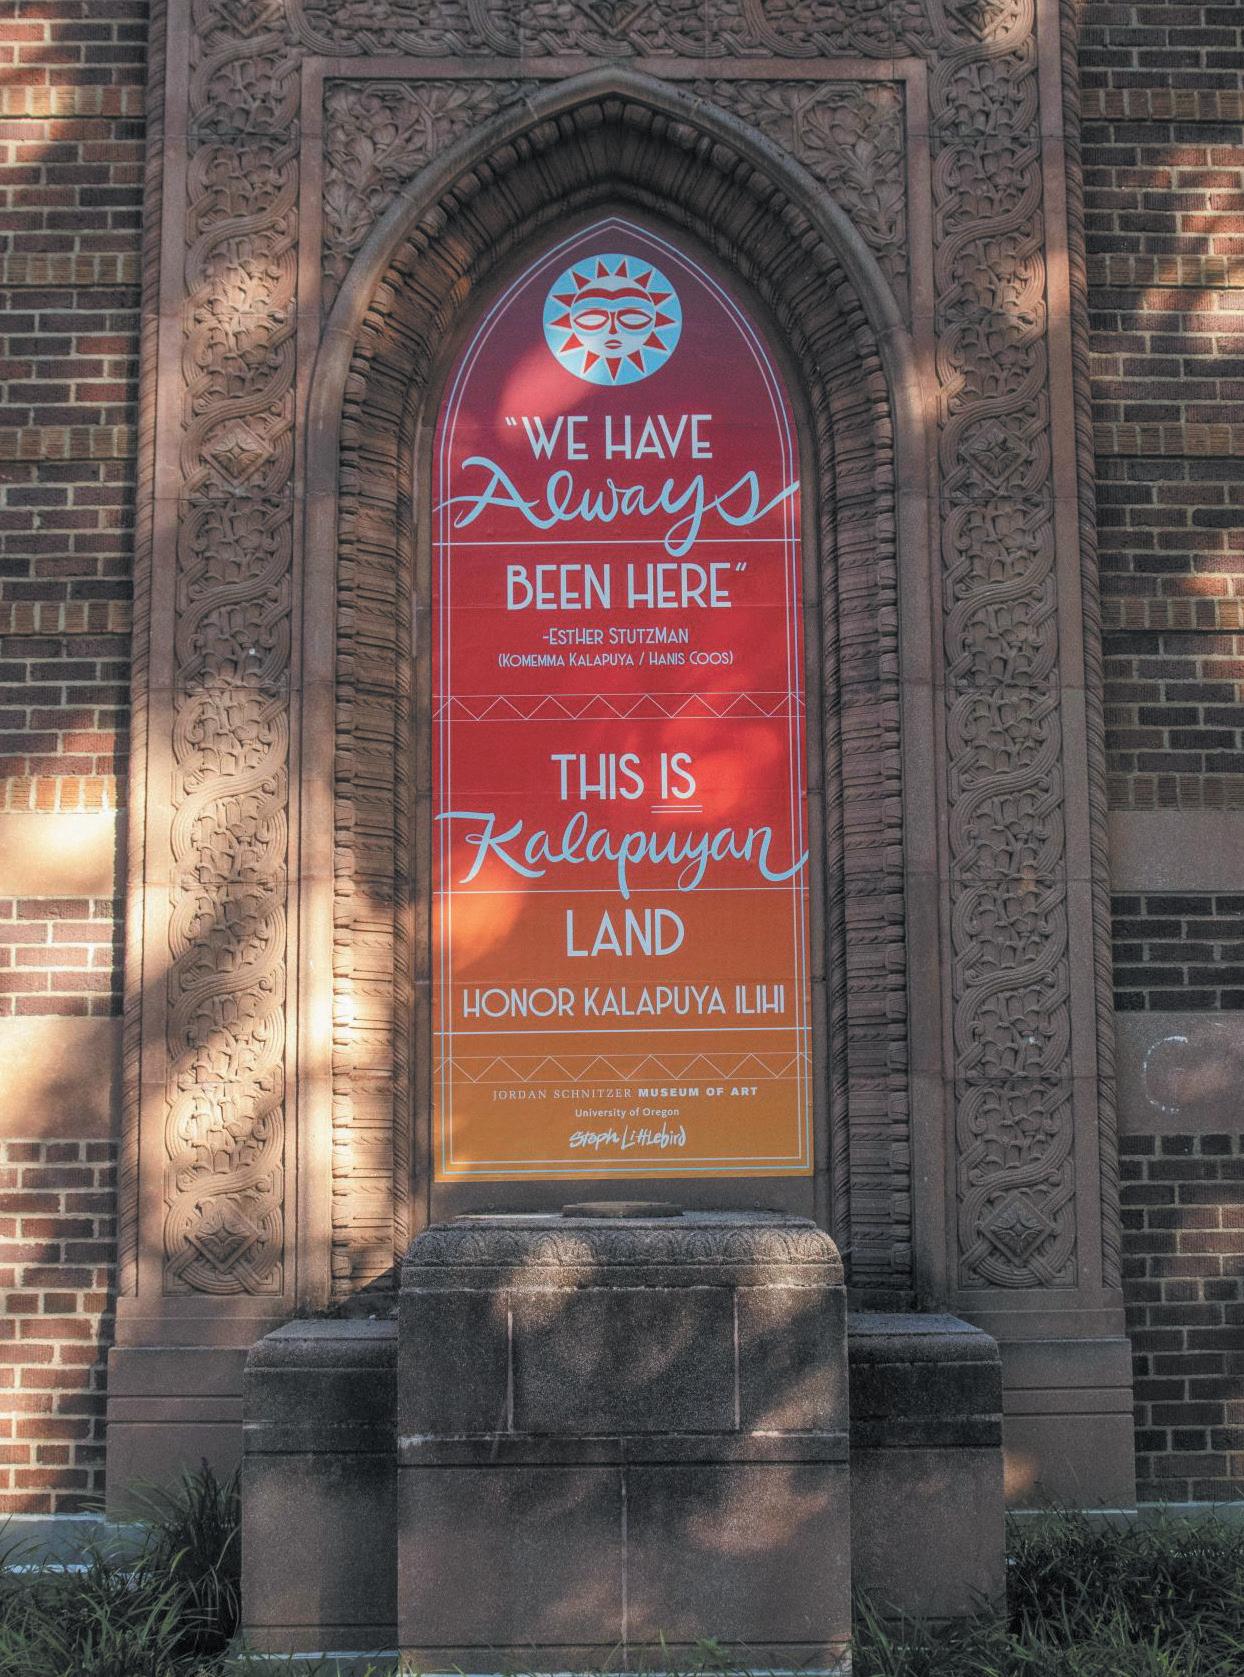 “WE HAVE
Always
BEEN HERE”
-ESTHER STUTZMAN
(KOMEMMA KALAPUYA / HANIS COOS)
THIS IS
Kalapuyan
LAND
HONOR KALAPUYA ILIHI
JORDAN SCHNITZER MUSEUM OF ART
University of Oregon
Steph Littlebird